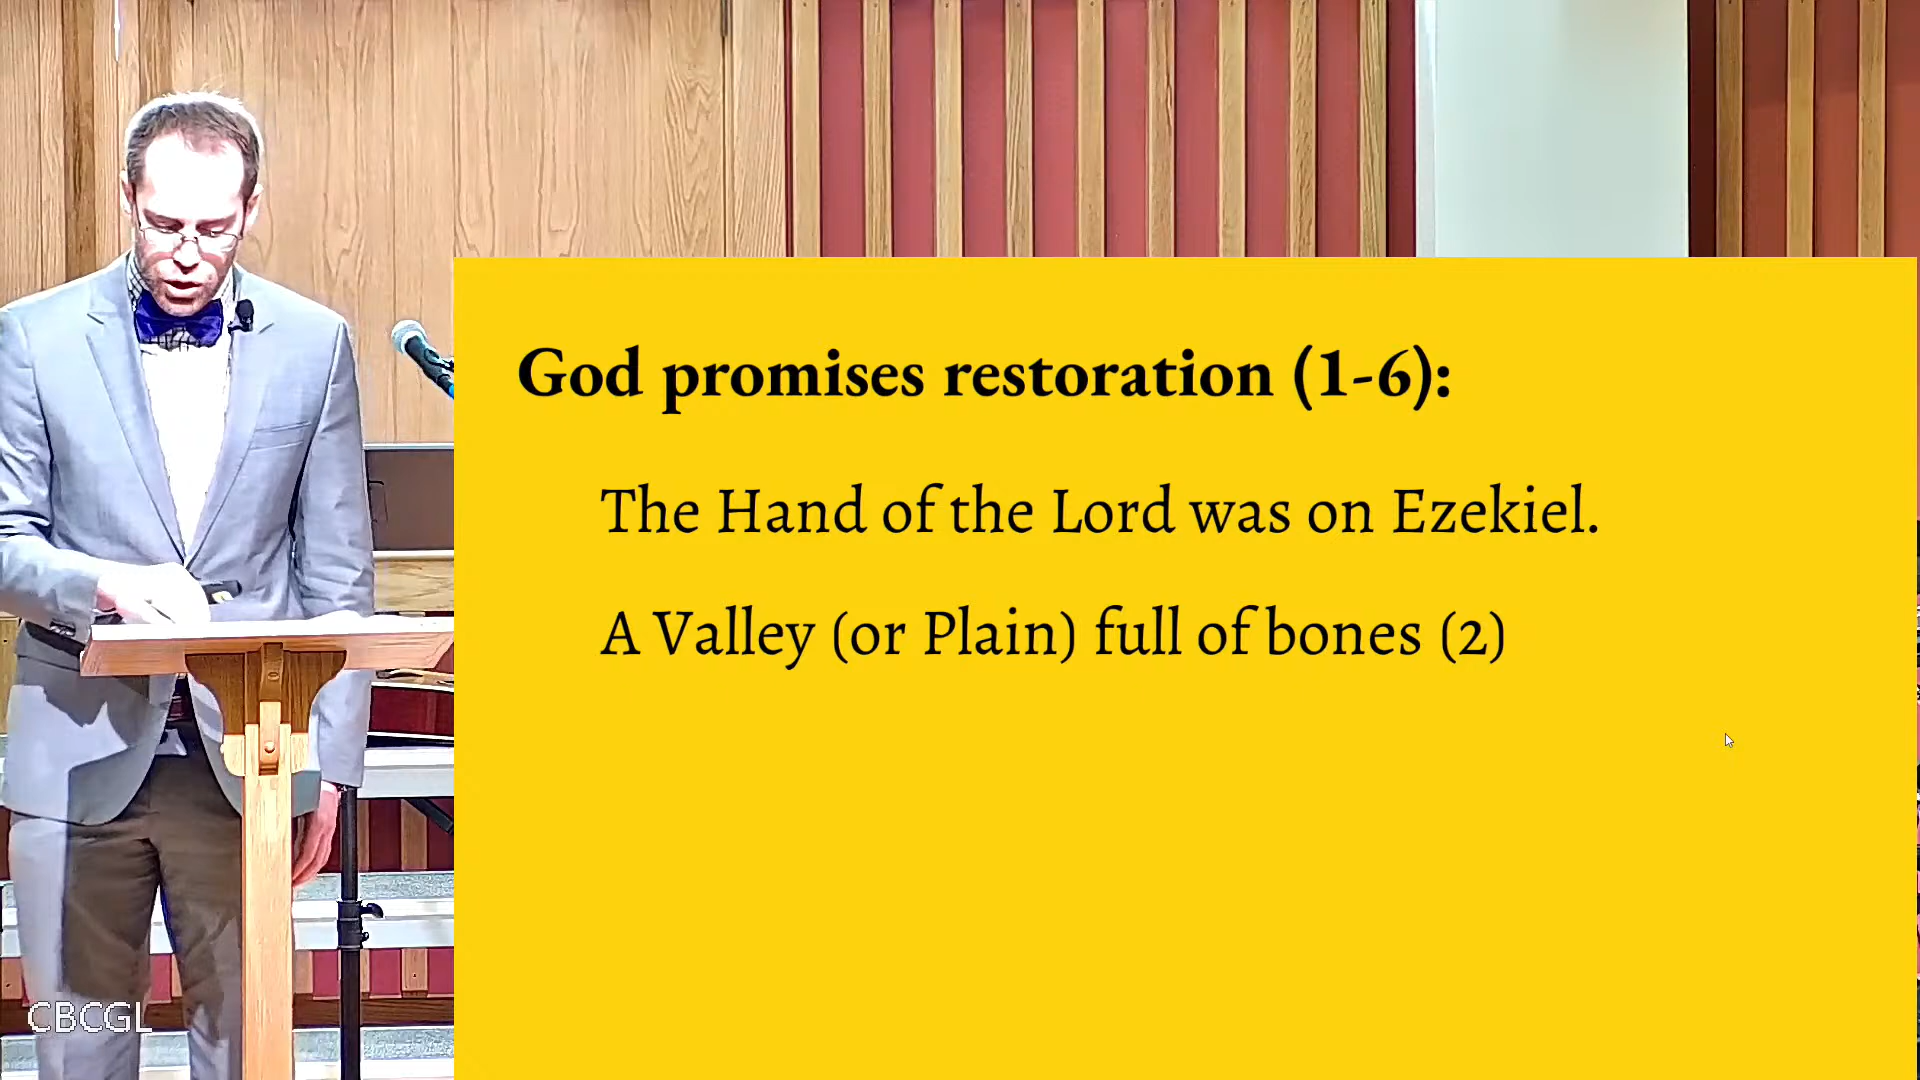 God promises restoration (1-6):
The Hand of the Lord was on Ezekiel.
A Valley (or Plain) full of bones (2)
CBCGL